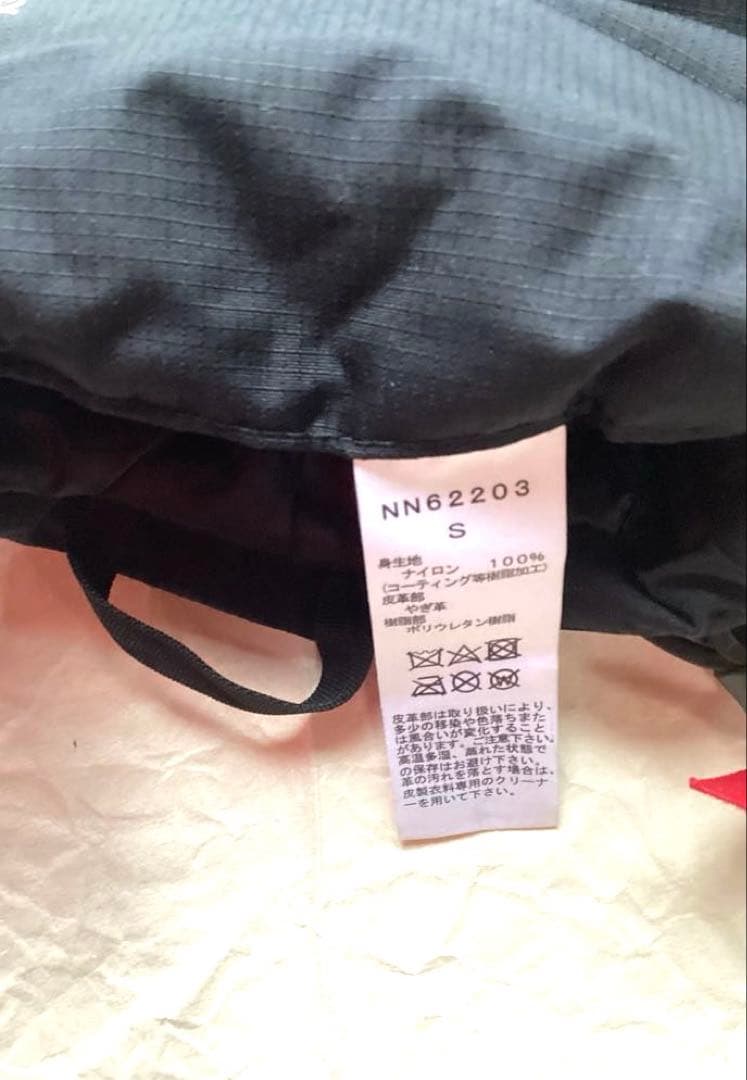 NN62203
S
身生地
ナイロン 100%
(コーティング等樹脂加工)
皮革部
やぎ革
樹脂部
ポリウレタン樹脂
W
皮革部は取り扱いにより、
多少の移染や色落ちまた
は風合いが変化すること
があります。ご注意下さい。
高温多湿、蒸れた状態で
の保存はお避け下さい。
革の汚れを落とす場合は、
皮製衣料専用のクリーナ
ーを用いて下さい。